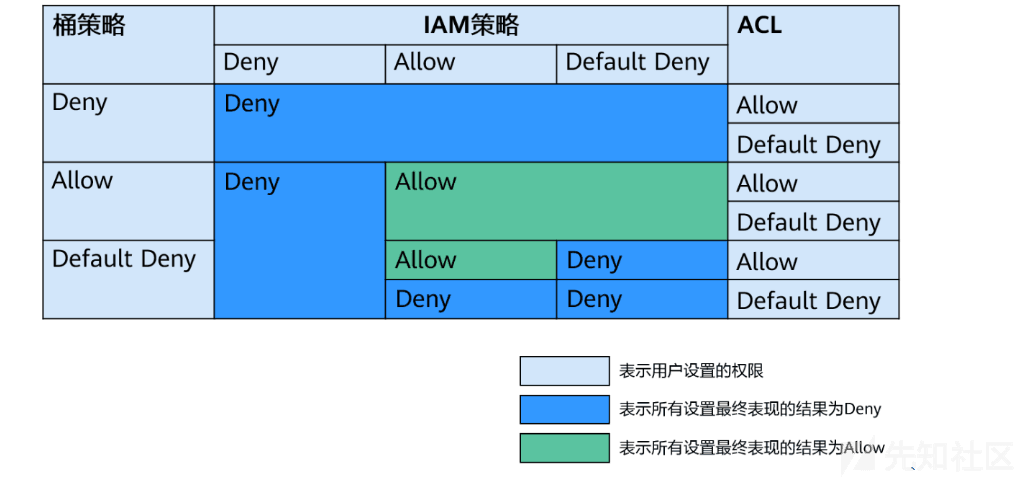 桶策略 IAM策略 ACL
Deny Allow Default Deny
Deny Deny Allow
Default Deny
Allow Deny Allow Allow
Default Deny
Default Deny Allow Deny Allow
Deny Deny Default Deny
表示用户设置的权限
表示所有设置最终表现的结果为Deny
表示所有设置最终表现的结果为Allow
先知社区
、